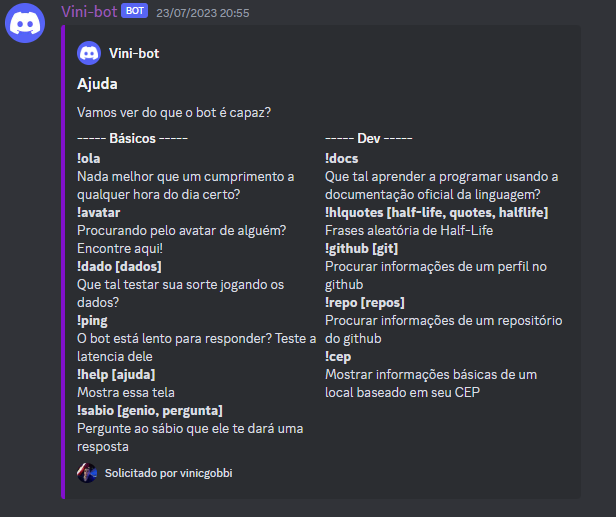 Vini-bot BOT 23/07/2023 20:55
Vini-bot
Ajuda
Vamos ver do que o bot é capaz?
----- Básicos -----
!ola
Nada melhor que um cumprimento a
qualquer hora do dia certo?
!avatar
Procurando pelo avatar de alguém?
Encontre aqui!
!dado [dados]
Que tal testar sua sorte jogando os
dados?
!ping
O bot está lento para responder? Teste a
latencia dele
!help [ajuda]
Mostra essa tela
!sabio [genio, pergunta]
Pergunte ao sábio que ele te dará uma
resposta
----- Dev -----
!docs
Que tal aprender a programar usando a
documentação oficial da linguagem?
!hlquotes [half-life, quotes, halflife]
Frases aleatória de Half-Life
!github [git]
Procurar informações de um perfil no
github
!repo [repos]
Procurar informações de um repositório
do github
!cep
Mostrar informações básicas de um
local baseado em seu CEP
Solicitado por vinicgobbi